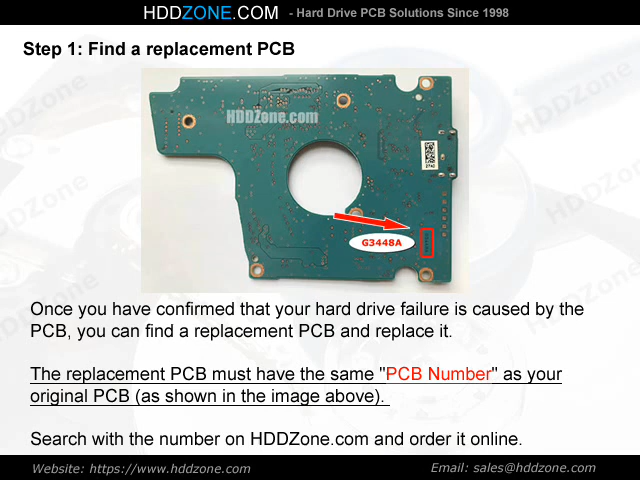 HDDZONE.COM - Hard Drive PCB Solutions Since 1998
Step 1: Find a replacement PCB
HDDZone.com
G3448A
Once you have confirmed that your hard drive failure is caused by the
PCB, you can find a replacement PCB and replace it.
The replacement PCB must have the same "PCB Number" as your
original PCB (as shown in the image above).
Search with the number on HDDZone.com and order it online.
Website: https://www.hddzone.com Email: sales@hddzone.com